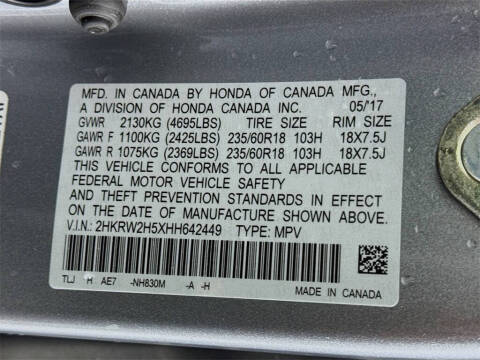 MFD. IN CANADA BY HONDA OF CANADA MFG.,
A DIVISION OF HONDA CANADA INC. 05/'17
GVWR 2130KG (4695LBS) TIRE SIZE RIM SIZE
GAWR F 1100KG (2425LBS) 235/60R18 103H 18X7.5J
GAWR R 1075KG (2369LBS) 235/60R18 103H 18X7.5J
THIS VEHICLE CONFORMS TO ALL APPLICABLE
FEDERAL MOTOR VEHICLE SAFETY
AND THEFT PREVENTION STANDARDS IN EFFECT
ON THE DATE OF MANUFACTURE SHOWN ABOVE.
V.I.N.: 2HKRW2H5XHH642449 TYPE: MPV
TLJ -H AE7 -NH830M -A -H
MADE IN CANADA